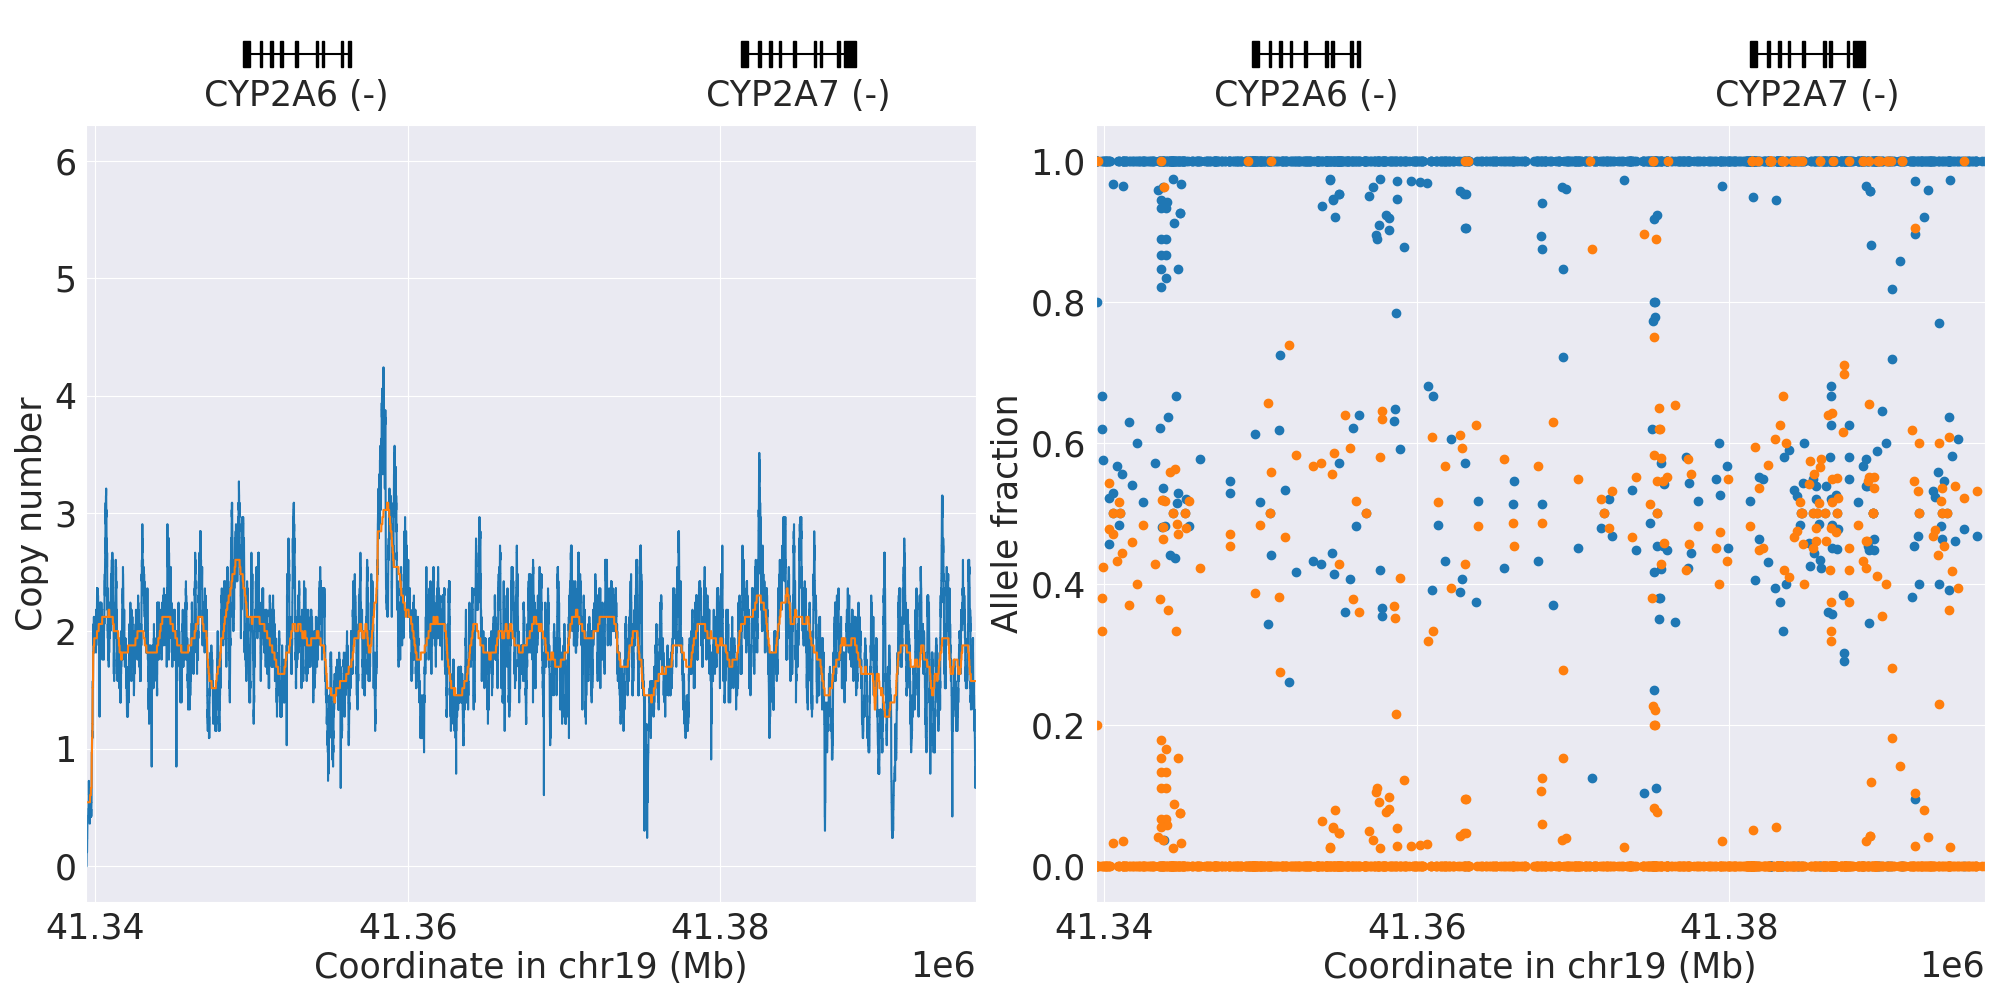 CYP2A6 (-)
CYP2A7 (-)
6
5
4
3
2
1
0
Copy number
41.34
41.36
41.38
Coordinate in chr19 (Mb)
1e6
CYP2A6 (-)
CYP2A7 (-)
1.0
0.8
0.6
0.4
0.2
0.0
Allele fraction
41.34
41.36
41.38
Coordinate in chr19 (Mb)
1e6